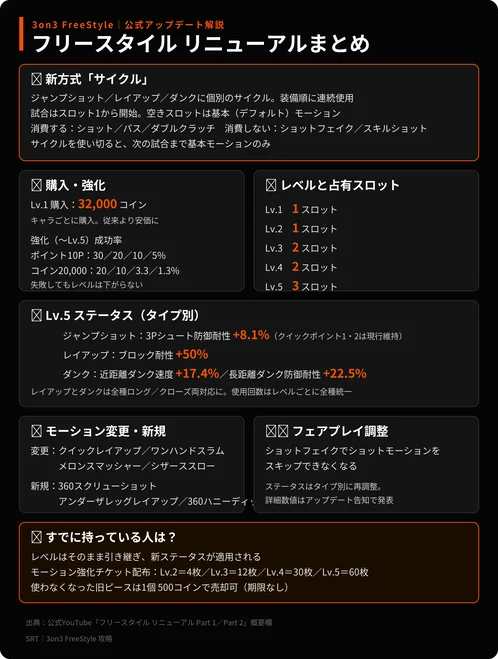 3on3 FreeStyle｜公式アップデート解説
フリースタイル リニューアルまとめ
新方式「サイクル」
ジャンプショット／レイアップ／ダンクに個別のサイクル。装備順に連続使用
試合はスロット1から開始。空きスロットは基本（デフォルト）モーション
消費する：ショット／パス／ダブルクラッチ　消費しない：ショットフェイク／スキルショット
サイクルを使い切ると、次の試合まで基本モーションのみ
購入・強化
Lv.1 購入：32,000 コイン
キャラごとに購入。従来より安価に
強化（〜Lv.5）成功率
ポイント10P：30／20／10／5%
コイン20,000：20／10／3.3／1.3%
失敗してもレベルは下がらない
レベルと占有スロット
Lv.1 1 スロット
Lv.2 1 スロット
Lv.3 2 スロット
Lv.4 2 スロット
Lv.5 3 スロット
Lv.5 ステータス（タイプ別）
ジャンプショット：3Pシュート防御耐性 +8.1%（クイックポイント1・2は現行維持）
レイアップ：ブロック耐性 +50%
ダンク：近距離ダンク速度 +17.4%／長距離ダンク防御耐性 +22.5%
レイアップとダンクは全種ロング／クローズ両対応に。使用回数はレベルごとに全種統一
モーション変更・新規
変更：クイックレイアップ／ワンハンドスラム
メロンスマッシャー／シザーススロー
新規：360スクリューショット
アンダーザレッグレイアップ／360ハニーディッ
フェアプレイ調整
ショットフェイクでショットモーションを
スキップできなくなる
ステータスはタイプ別に再調整。
詳細数値はアップデート告知で発表
すでに持っている人は？
レベルはそのまま引き継ぎ、新ステータスが適用される
モーション強化チケット配布：Lv.2＝4枚／Lv.3＝12枚／Lv.4＝30枚／Lv.5＝60枚
使わなくなった旧ピースは1個 500コインで売却可（期限なし）
出典：公式YouTube「フリースタイル リニューアル Part 1／Part 2」概要欄
SRT｜3on3 FreeStyle 攻略